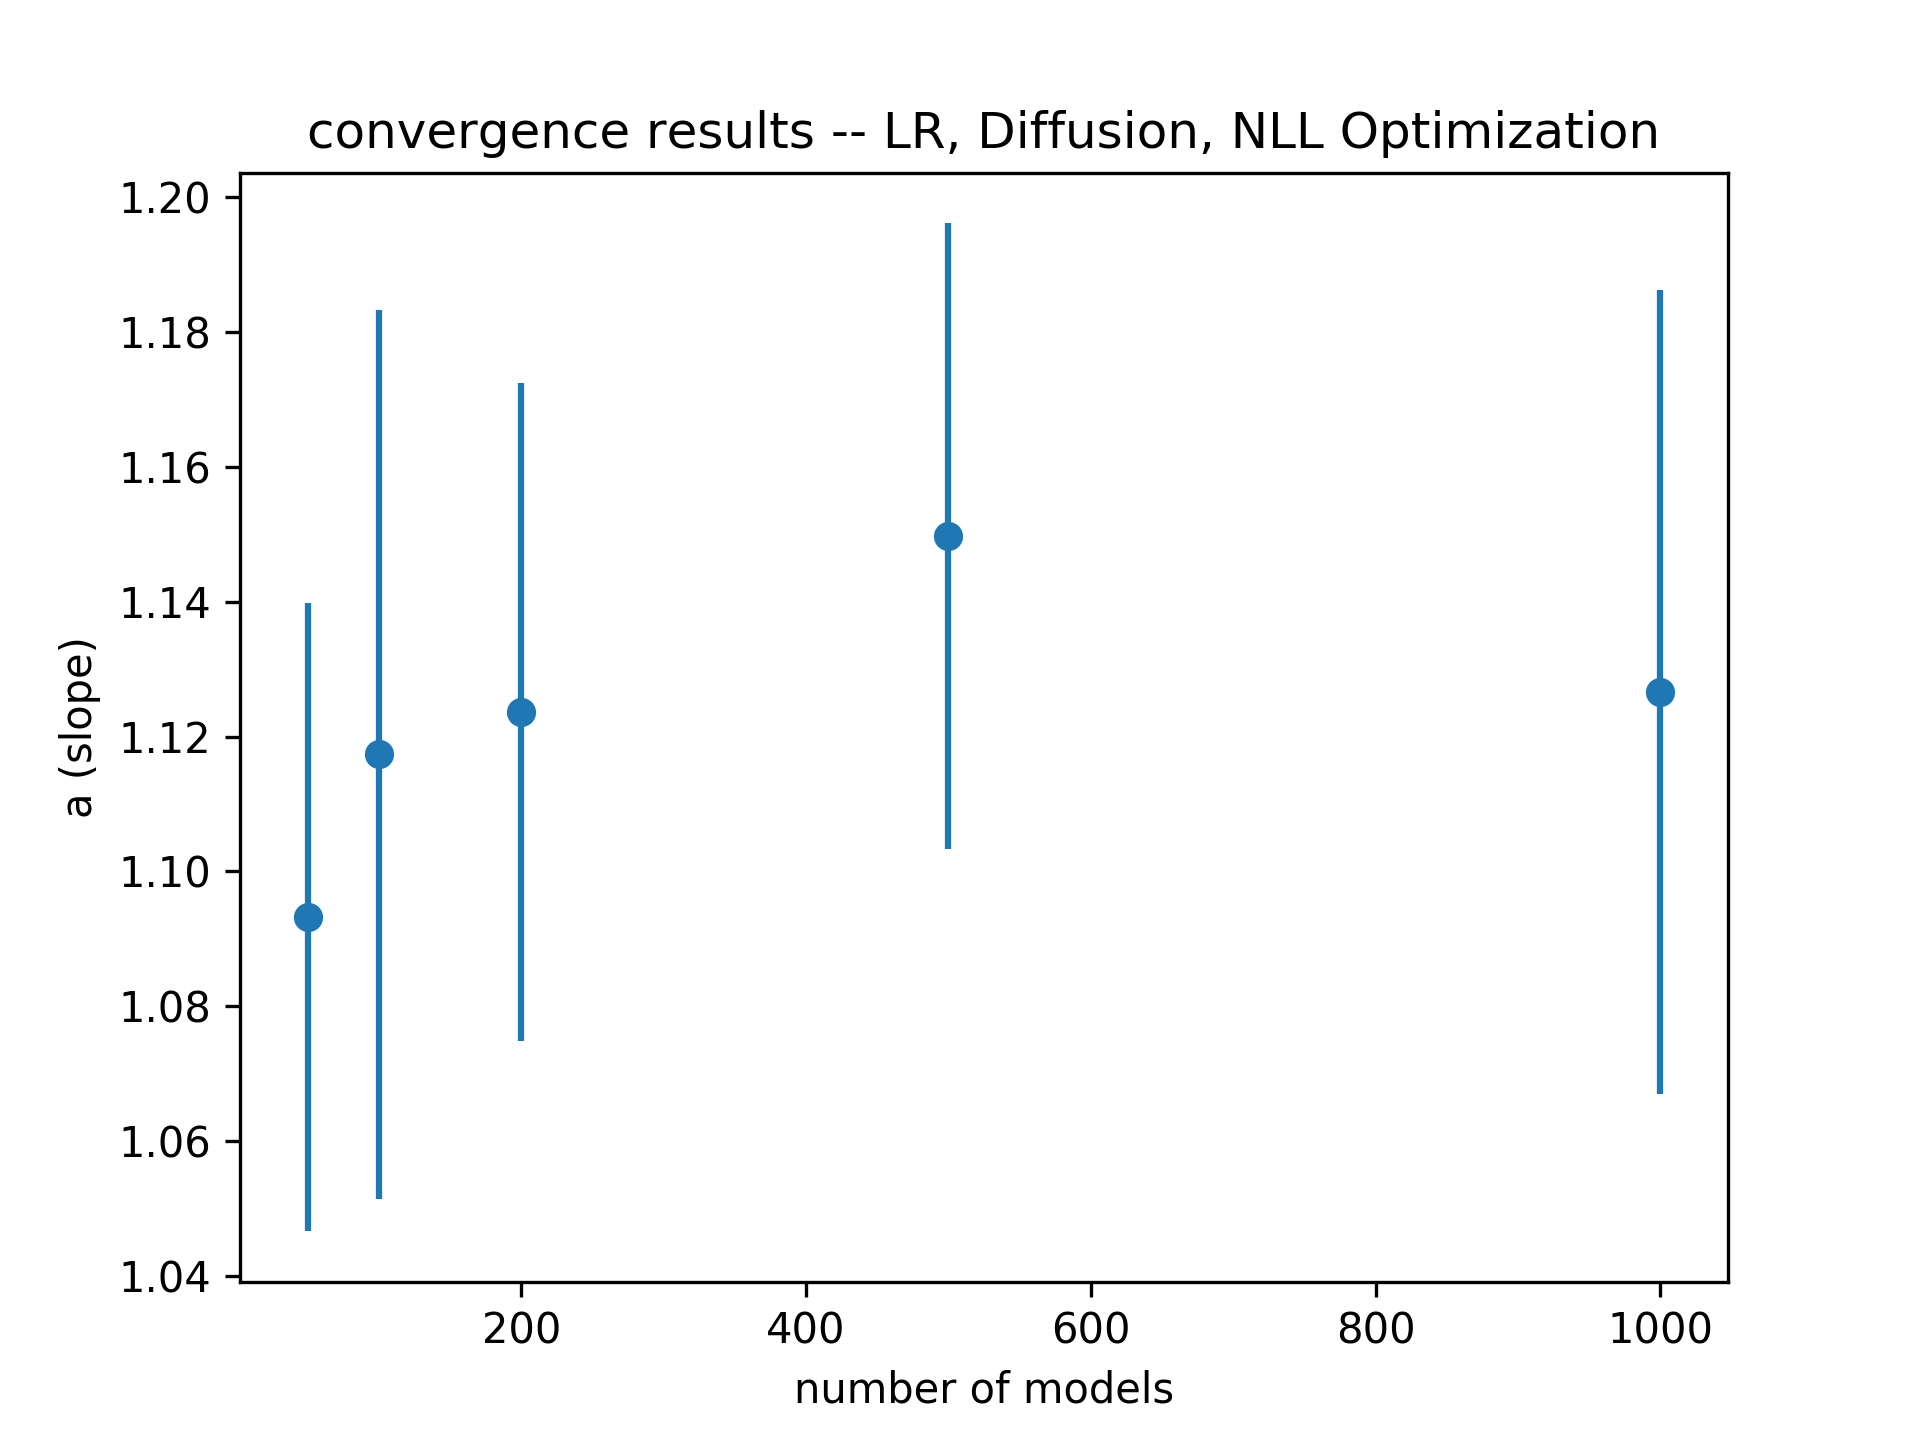 convergence results -- LR, Diffusion, NLL Optimization
1.20
1.18
1.16
1.14
1.12
1.10
1.08
1.06
1.04
a (slope)
200 400 600 800 1000
number of models